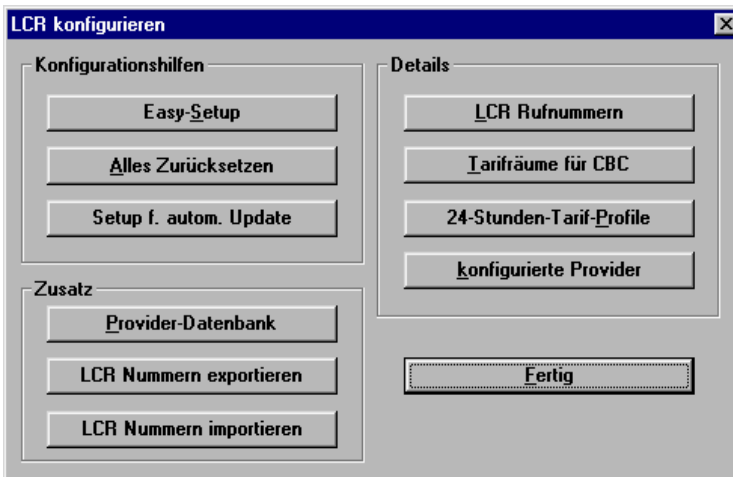 LCR konfigurieren
Konfigurationshilfen
Easy-Setup
Alles Zurücksetzen
Setup f. autom. Update
Zusatz
Provider-Datenbank
LCR Nummern exportieren
LCR Nummern importieren
Details
LCR Rufnummern
Tarifräume für CBC
24-Stunden-Tarif-Profile
konfigurierte Provider
Fertig